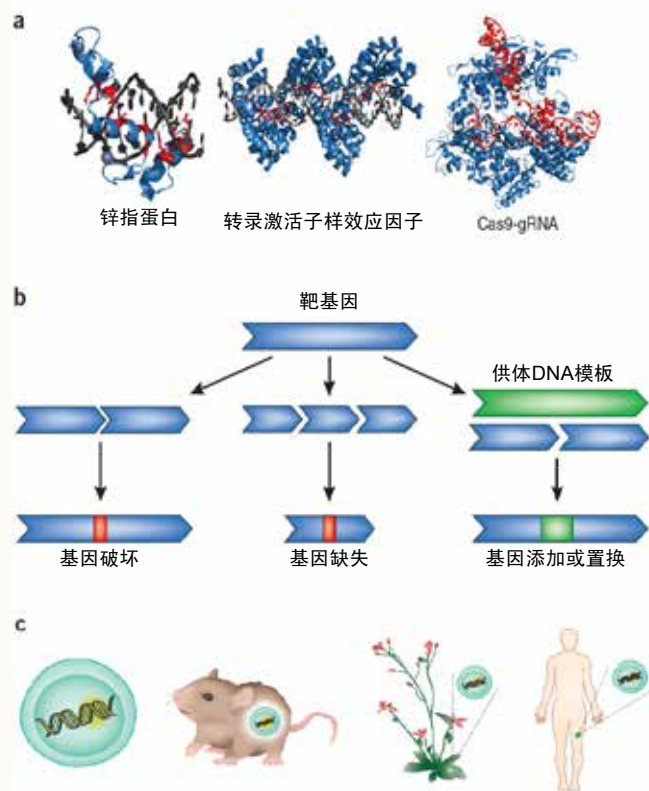 a
锌指蛋白
转录激活子样效应因子
Cas9-gRNA
b
靶基因
供体DNA模板
基因破坏
基因缺失
基因添加或置换
c